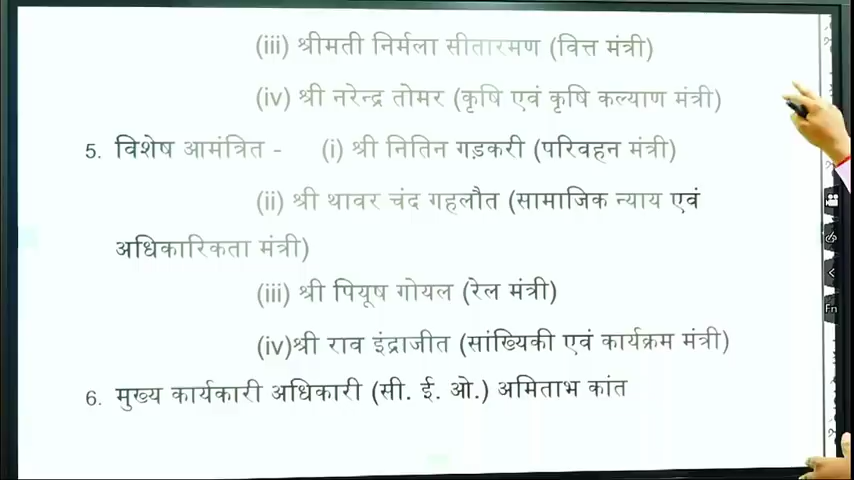 (iii) श्रीमती निर्मला सीतारमण (वित्त मंत्री)
(iv) श्री नरेन्द्र तोमर (कृषि एवं कृषि कल्याण मंत्री)
5. विशेष आमंत्रित - (i) श्री नितिन गड़करी (परिवहन मंत्री)
(ii) श्री थावर चंद गहलौत (सामाजिक न्याय एवं
अधिकारिकता मंत्री)
(iii) श्री पियूष गोयल (रेल मंत्री)
(iv)श्री राव इंद्राजीत (सांख्यिकी एवं कार्यक्रम मंत्री)
6. मुख्य कार्यकारी अधिकारी (सी. ई. ओ.) अमिताभ कांत
Fn